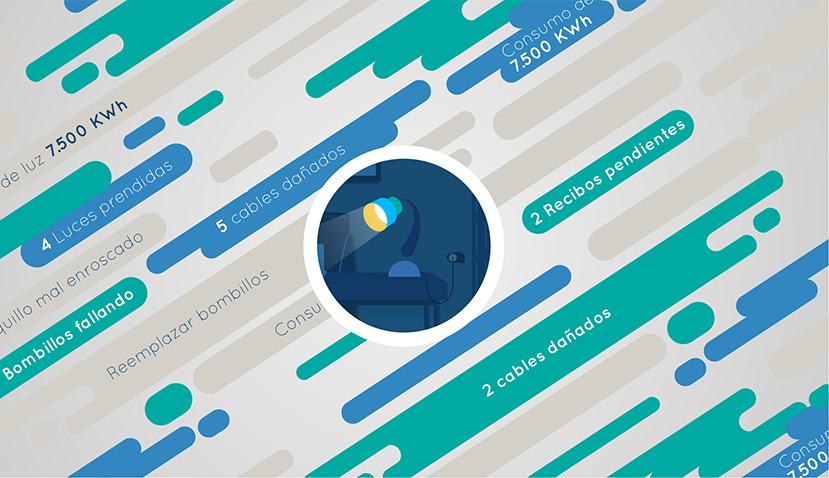 Consumo de
7.500 KWh
de luz 7.500 KWh
4 Luces prendidas
5 cables dañados
2 Recibos pendientes
quillo mal enroscado
Bombillos fallando
Reemplazar bombillos
Consu
2 cables dañados
Consum
7.500